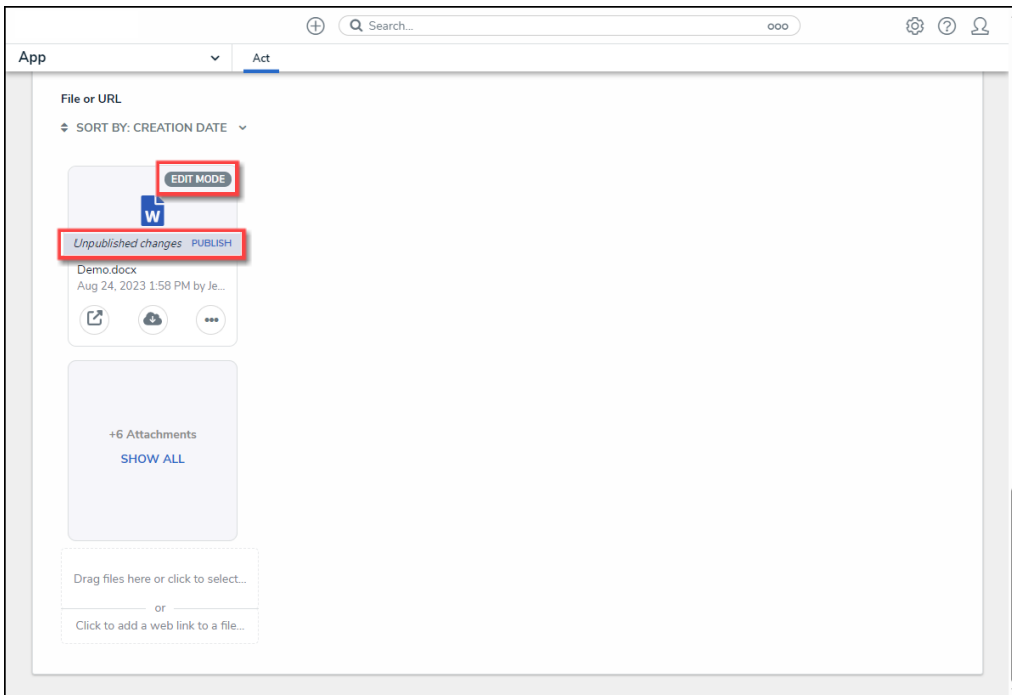 Search...
App
Act
File or URL
SORT BY: CREATION DATE
EDIT MODE
W
Unpublished changes PUBLISH
Demo.docx
Aug 24, 2023 1:58 PM by Je...
+6 Attachments
SHOW ALL
Drag files here or click to select...
or
Click to add a web link to a file...